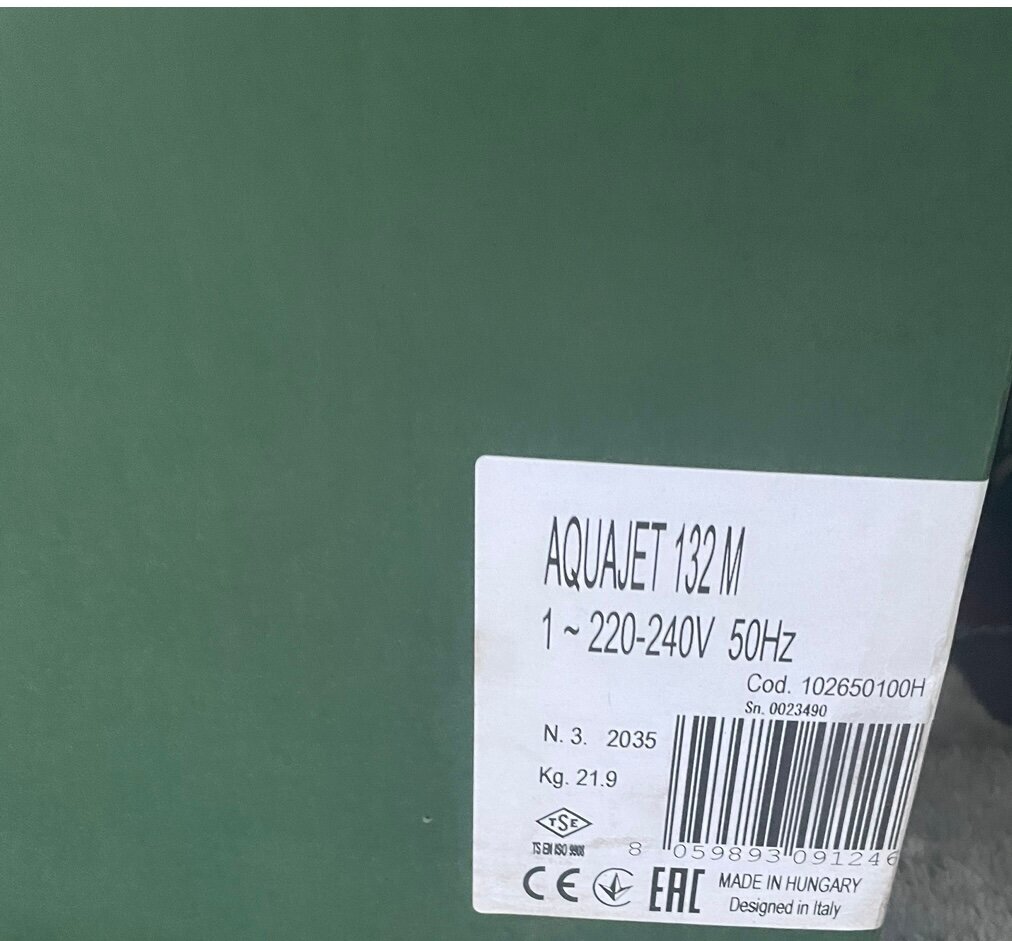 AQUAJET 132 M
1 ~ 220-240V 50Hz
Cod. 102650100H
Sn. 0023490
N. 3. 2035
Kg. 21.9
TSE
TS EN ISO 9908
8 059893 091246
CE EAC MADE IN HUNGARY
Designed in Italy